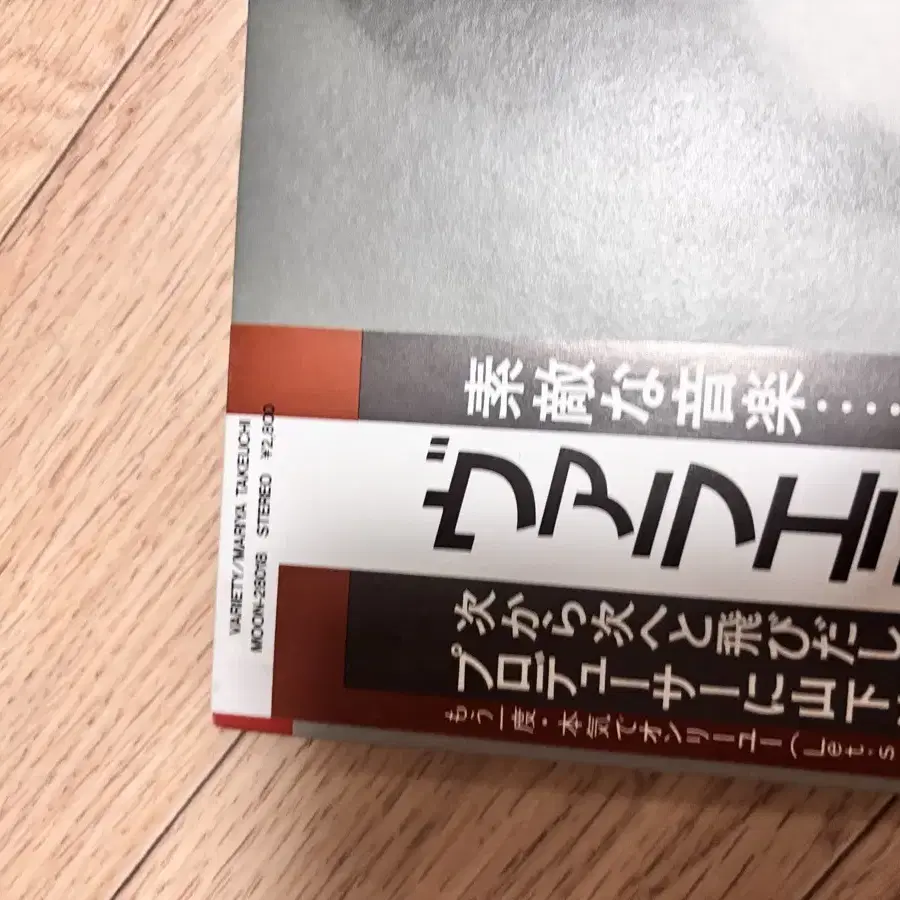 VARIETY/MARIYA TAKEUCHI
MOON-28018 STEREO ¥2,800
素敵な音楽‥‥
ヴァラエ
次から次へと飛びだし
プロデューサーに山下
もう一度・本気でオンリーユー(Let's